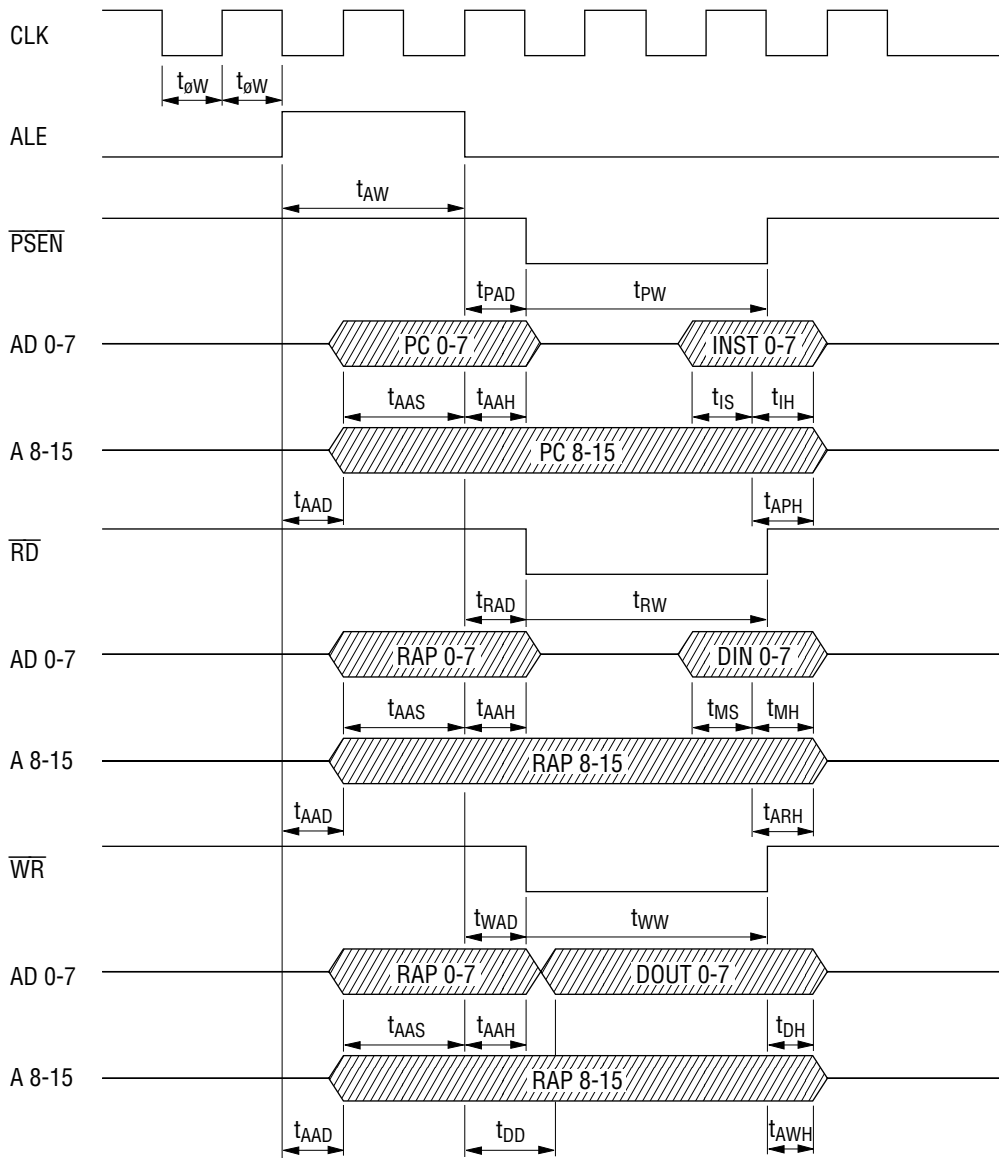 CLK
tøW tøW
ALE
tAW
PSEN
tPAD tPW
AD 0-7 PC 0-7 INST 0-7
tAAS tAAH tIS tIH
A 8-15 PC 8-15
tAAD tAPH
RD
tRAD tRW
AD 0-7 RAP 0-7 DIN 0-7
tAAS tAAH tMS tMH
A 8-15 RAP 8-15
tAAD tARH
WR
tWAD tWW
AD 0-7 RAP 0-7 DOUT 0-7
tAAS tAAH tDH
A 8-15 RAP 8-15
tAAD tDD tAWH